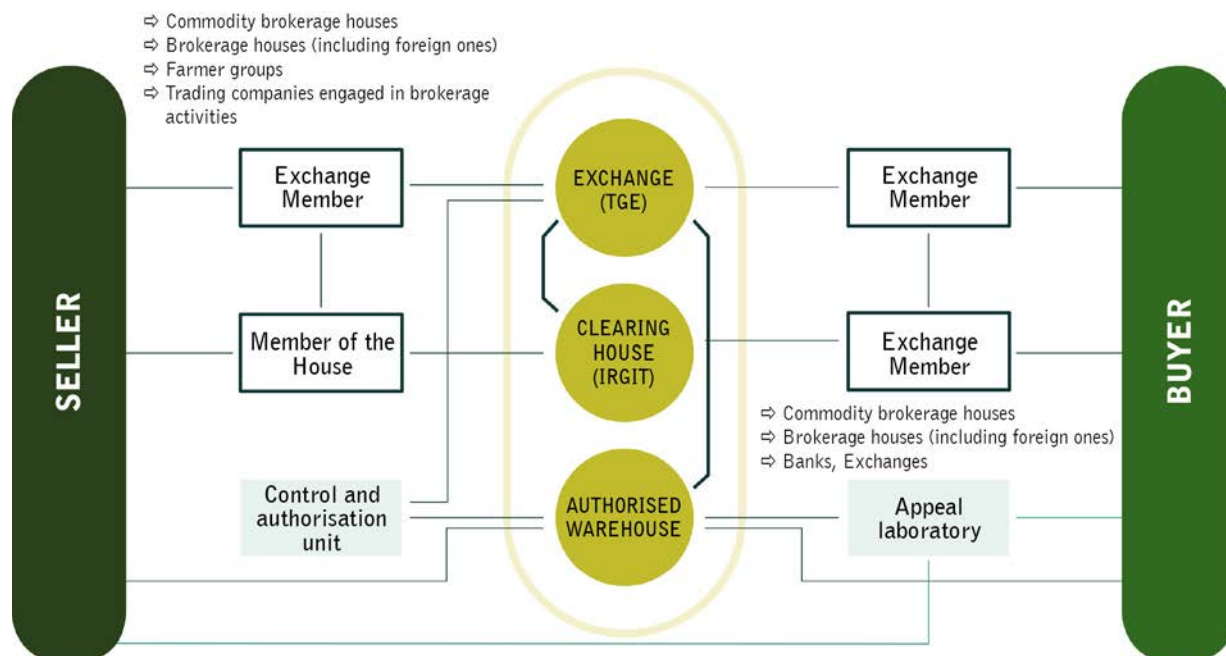 ⇨ Commodity brokerage houses
⇨ Brokerage houses (including foreign ones)
⇨ Farmer groups
⇨ Trading companies engaged in brokerage
activities
SELLER
Exchange
Member
EXCHANGE
(TGE)
Exchange
Member
BUYER
Member of the
House
CLEARING
HOUSE
(IRGIT)
Exchange
Member
⇨ Commodity brokerage houses
⇨ Brokerage houses (including foreign ones)
⇨ Banks, Exchanges
Control and
authorisation
unit
AUTHORISED
WAREHOUSE
Appeal
laboratory